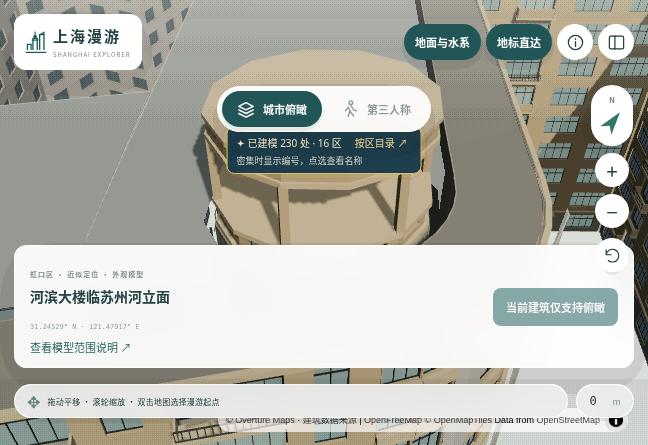 上海漫游
SHANGHAI EXPLORER
地面与水系
地标直达
城市俯瞰
第三人称
N
✦ 已建模 230 处 · 16 区 按区目录 ↗
密集时显示编号，点选查看名称
+
−
虹口区 · 近似定位 · 外观模型
河滨大楼临苏州河立面
31.24529° N · 121.47917° E
查看模型范围说明 ↗
当前建筑仅支持俯瞰
拖动平移 · 滚轮缩放 · 双击地图选择漫游起点
0 m
© Overture Maps · 建筑数据来源 | OpenFreeMap © OpenMapTiles Data from OpenStreetMap